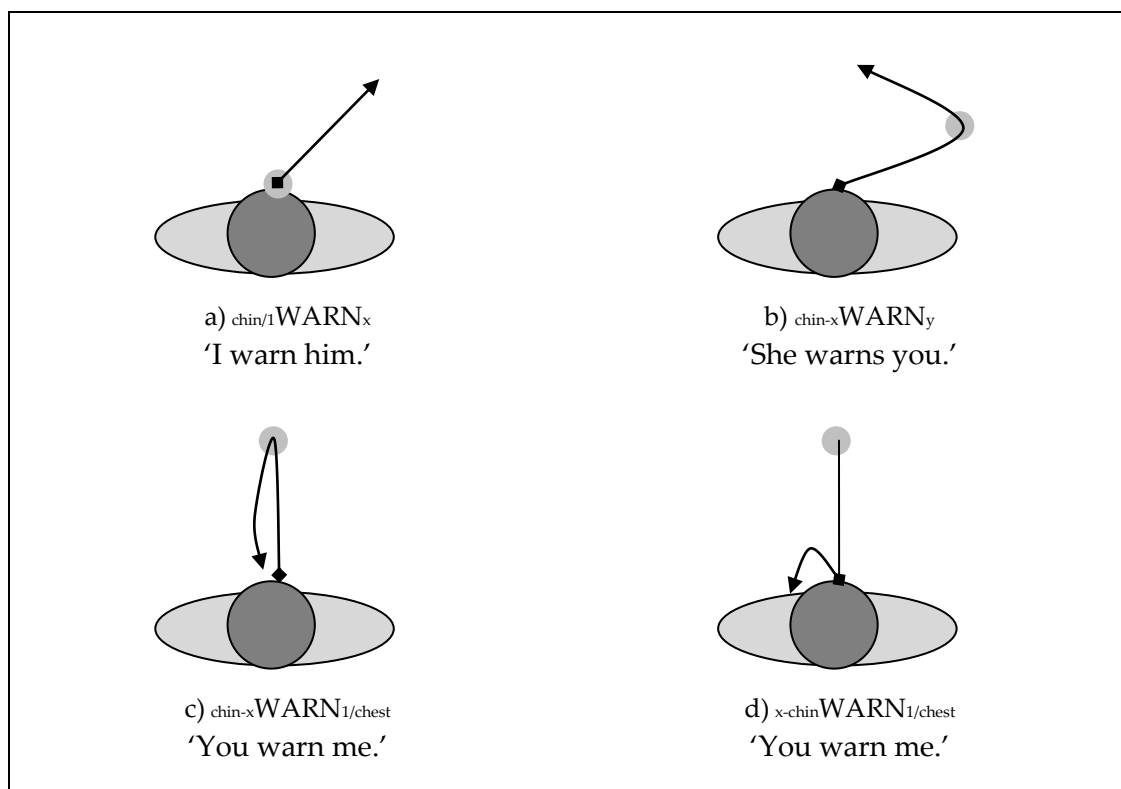 a) chin/1WARNx
‘I warn him.’
b) chin-xWARNy
‘She warns you.’
c) chin-xWARN1/chest
‘You warn me.’
d) x-chinWARN1/chest
‘You warn me.’